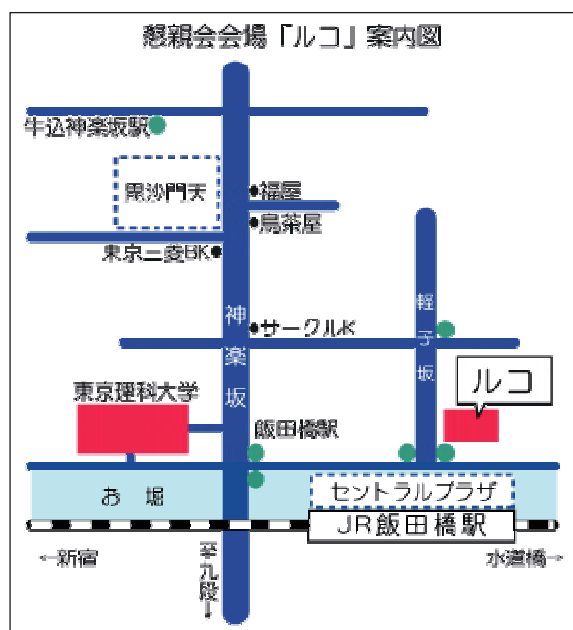 懇親会会場「ルコ」案内図
牛込神楽坂駅
毘沙門天
福屋
鳥茶屋
東京三菱BK
神楽坂
軽子坂
サークルK
ルコ
東京理科大学
飯田橋駅
お堀
セントラルプラザ
JR飯田橋駅
←新宿
至九段→
水道橋→